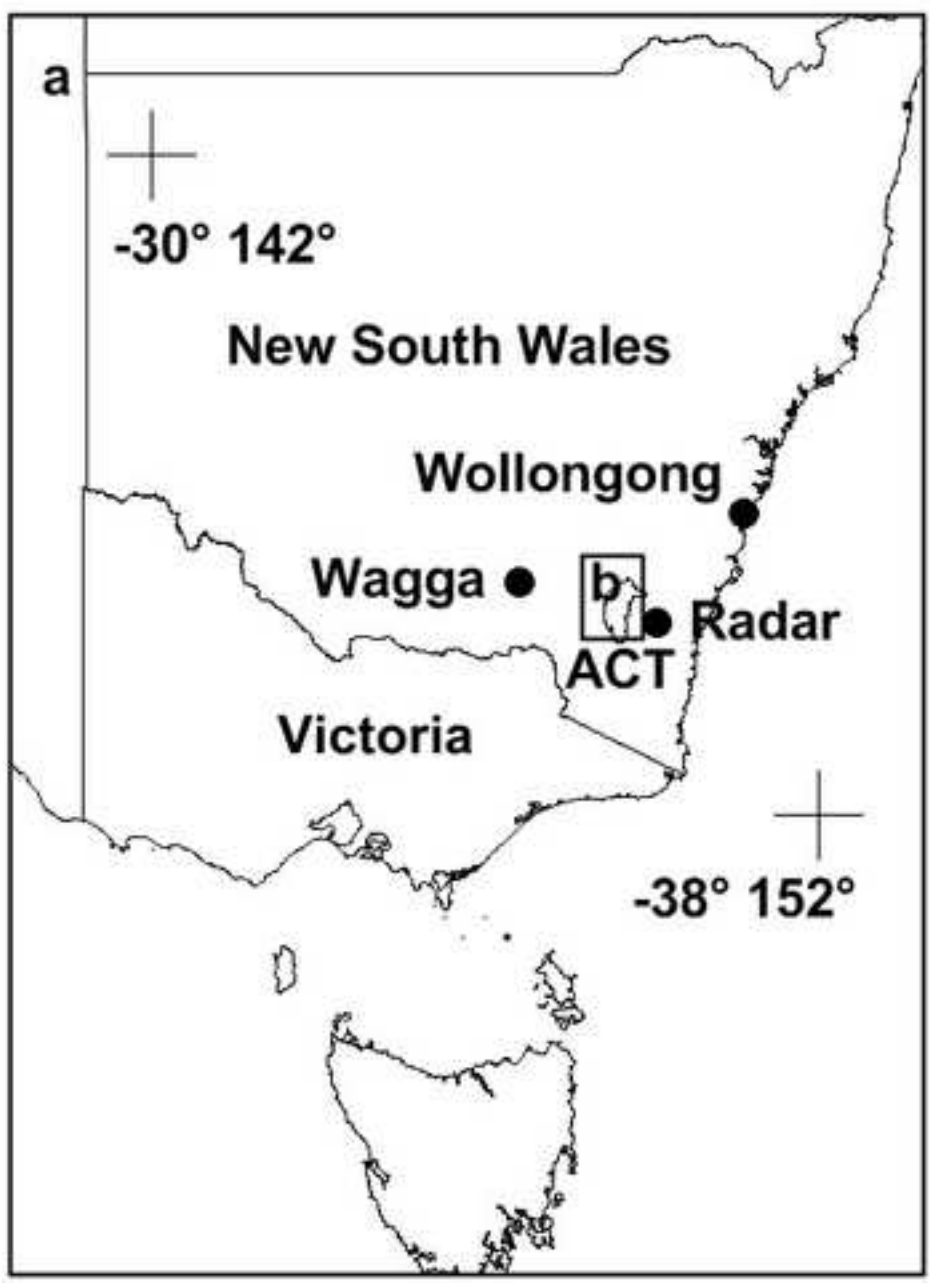 a
-30° 142°
New South Wales
Wollongong
Wagga
b
Radar
ACT
Victoria
-38° 152°